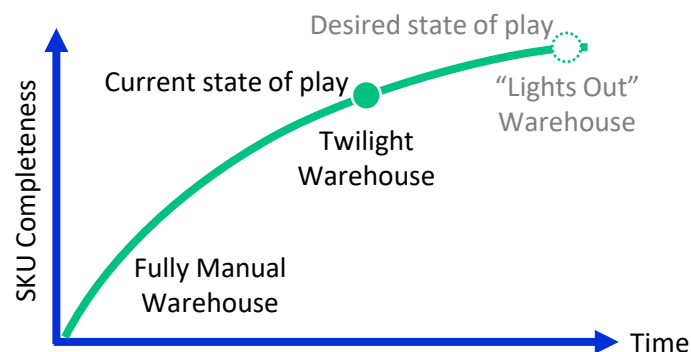 Desired state of play
Current state of play
“Lights Out”
Warehouse
Twilight
Warehouse
SKU Completeness
Fully Manual
Warehouse
Time